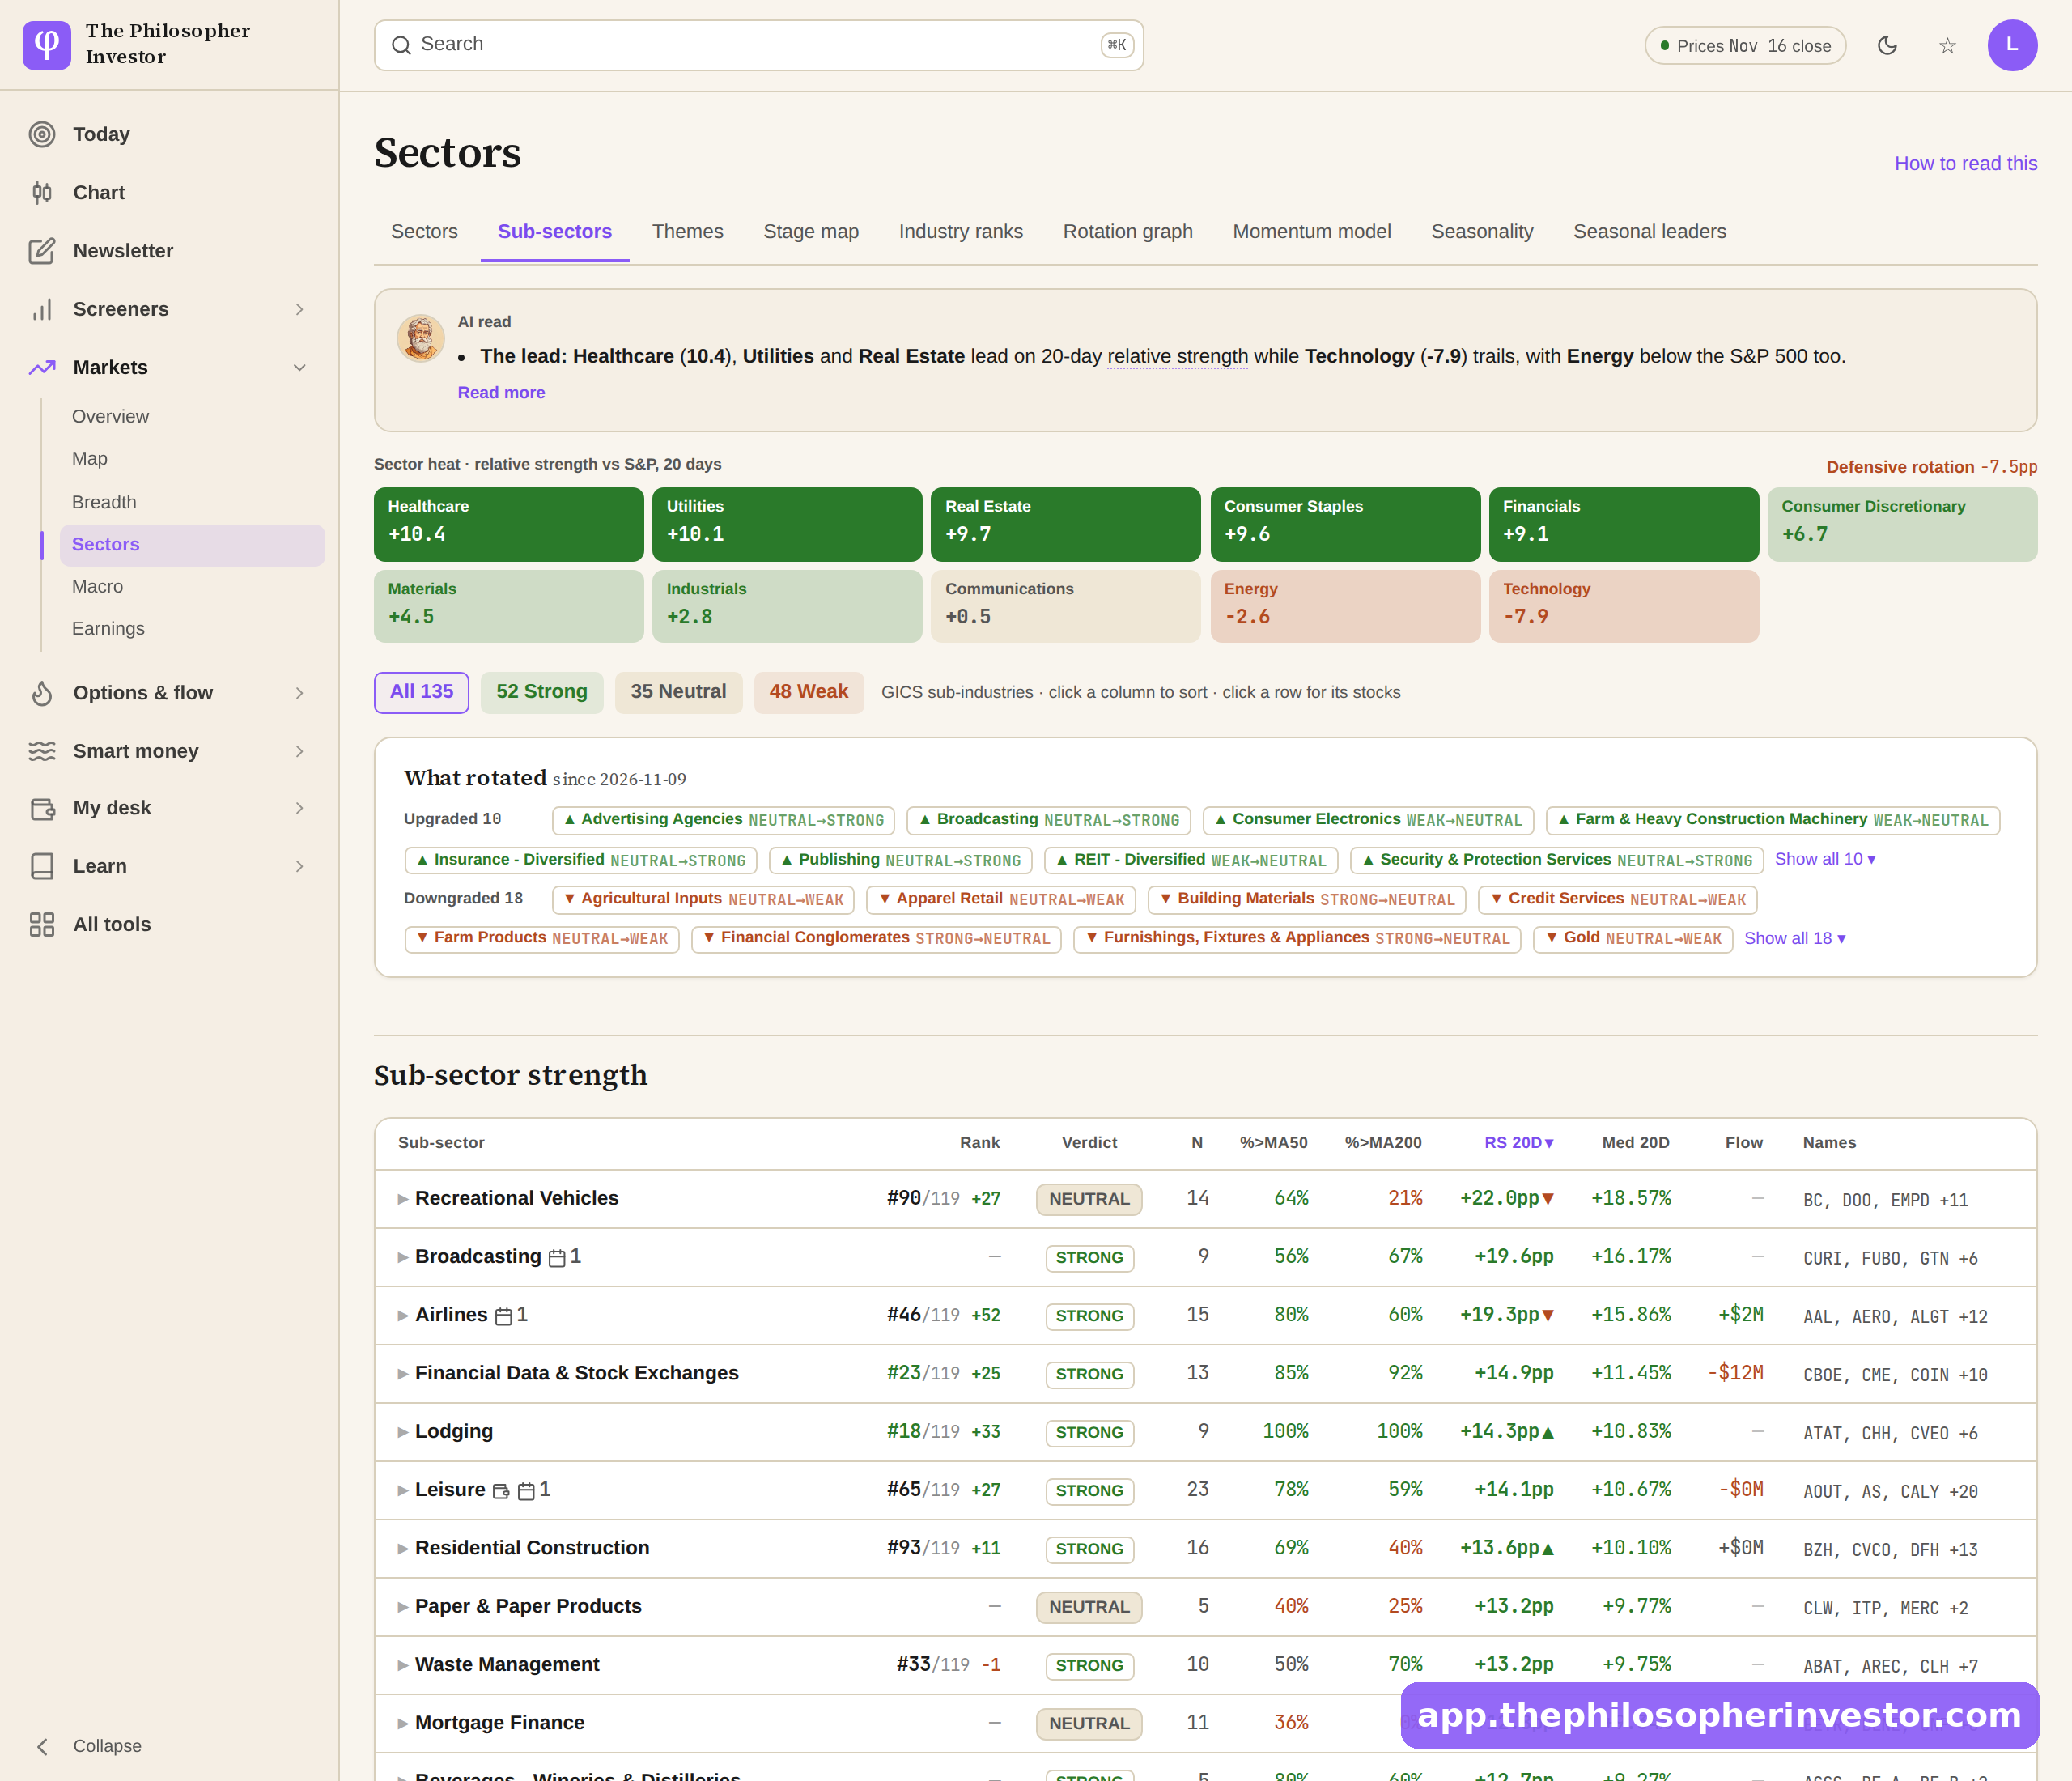 φ The Philosopher Investor
Search ⌘K
Prices Nov 16 close
L
Today
Chart
Newsletter
Screeners
Markets
Overview
Map
Breadth
Sectors
Macro
Earnings
Options & flow
Smart money
My desk
Learn
All tools
Collapse
Sectors
How to read this
Sectors Sub-sectors Themes Stage map Industry ranks Rotation graph Momentum model Seasonality Seasonal leaders
AI read
• The lead: Healthcare (10.4), Utilities and Real Estate lead on 20-day relative strength while Technology (-7.9) trails, with Energy below the S&P 500 too.
Read more
Sector heat · relative strength vs S&P, 20 days
Defensive rotation -7.5pp
Healthcare +10.4
Utilities +10.1
Real Estate +9.7
Consumer Staples +9.6
Financials +9.1
Consumer Discretionary +6.7
Materials +4.5
Industrials +2.8
Communications +0.5
Energy -2.6
Technology -7.9
All 135 52 Strong 35 Neutral 48 Weak GICS sub-industries · click a column to sort · click a row for its stocks
What rotated since 2026-11-09
Upgraded 10 ▲ Advertising Agencies NEUTRAL→STRONG ▲ Broadcasting NEUTRAL→STRONG ▲ Consumer Electronics WEAK→NEUTRAL ▲ Farm & Heavy Construction Machinery WEAK→NEUTRAL
▲ Insurance - Diversified NEUTRAL→STRONG ▲ Publishing NEUTRAL→STRONG ▲ REIT - Diversified WEAK→NEUTRAL ▲ Security & Protection Services NEUTRAL→STRONG Show all 10 ▾
Downgraded 18 ▼ Agricultural Inputs NEUTRAL→WEAK ▼ Apparel Retail NEUTRAL→WEAK ▼ Building Materials STRONG→NEUTRAL ▼ Credit Services NEUTRAL→WEAK
▼ Farm Products NEUTRAL→WEAK ▼ Financial Conglomerates STRONG→NEUTRAL ▼ Furnishings, Fixtures & Appliances STRONG→NEUTRAL ▼ Gold NEUTRAL→WEAK Show all 18 ▾
Sub-sector strength
Sub-sector Rank Verdict N %>MA50 %>MA200 RS 20D▼ Med 20D Flow Names
▶ Recreational Vehicles #90/119 +27 NEUTRAL 14 64% 21% +22.0pp▼ +18.57% — BC, DOO, EMPD +11
▶ Broadcasting 1 — STRONG 9 56% 67% +19.6pp +16.17% — CURI, FUBO, GTN +6
▶ Airlines 1 #46/119 +52 STRONG 15 80% 60% +19.3pp▼ +15.86% +$2M AAL, AERO, ALGT +12
▶ Financial Data & Stock Exchanges #23/119 +25 STRONG 13 85% 92% +14.9pp +11.45% -$12M CBOE, CME, COIN +10
▶ Lodging #18/119 +33 STRONG 9 100% 100% +14.3pp▲ +10.83% — ATAT, CHH, CVEO +6
▶ Leisure 1 #65/119 +27 STRONG 23 78% 59% +14.1pp +10.67% -$0M AOUT, AS, CALY +20
▶ Residential Construction #93/119 +11 STRONG 16 69% 40% +13.6pp▲ +10.10% +$0M BZH, CVCO, DFH +13
▶ Paper & Paper Products — NEUTRAL 5 40% 25% +13.2pp +9.77% — CLW, ITP, MERC +2
▶ Waste Management #33/119 -1 STRONG 10 50% 70% +13.2pp +9.75% — ABAT, AREC, CLH +7
▶ Mortgage Finance — NEUTRAL 11 36%
app.thephilosopherinvestor.com
▶ Beverages - Wineries & Distilleries — STRONG 5 80% 60% +12.7pp +9.27% —